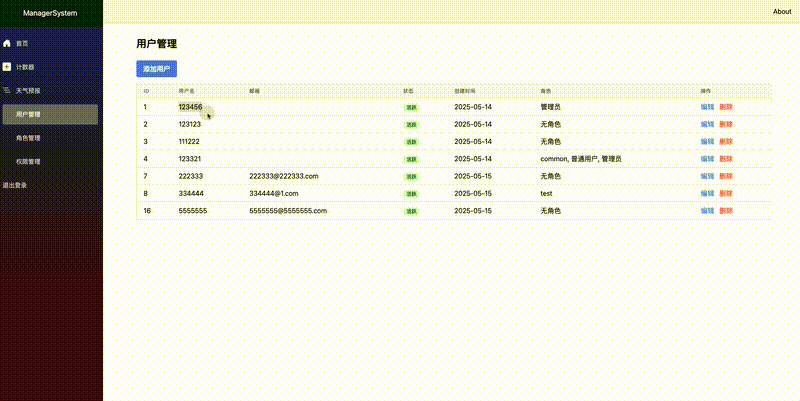 ManagerSystem
About
首页
计数器
天气预报
用户管理
角色管理
权限管理
退出登录
用户管理
添加用户
ID 用户名 邮箱 状态 创建时间 角色 操作
1 123456 活跃 2025-05-14 管理员 编辑 删除
2 123123 活跃 2025-05-14 无角色 编辑 删除
3 111222 活跃 2025-05-14 无角色 编辑 删除
4 123321 活跃 2025-05-14 common, 普通用户, 管理员 编辑 删除
7 222333 222333@222333.com 活跃 2025-05-15 无角色 编辑 删除
8 334444 334444@1.com 活跃 2025-05-15 test 编辑 删除
16 5555555 5555555@5555555.com 活跃 2025-05-15 无角色 编辑 删除